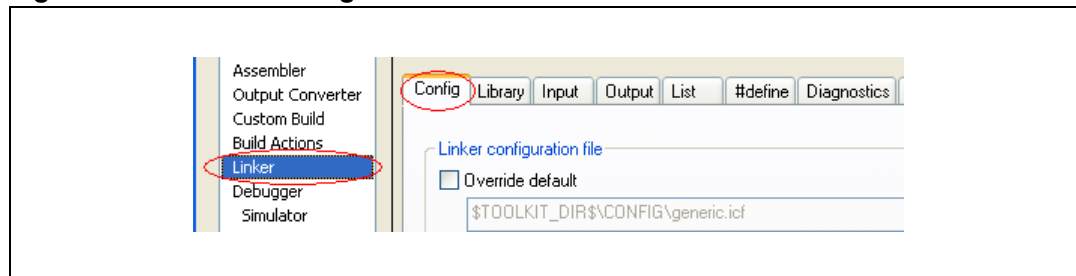 Assembler
Output Converter
Custom Build
Build Actions
Linker
Debugger
Simulator
Config Library Input Output List #define Diagnostics
Linker configuration file
Override default
$TOOLKIT_DIR$\CONFIG\generic.icf